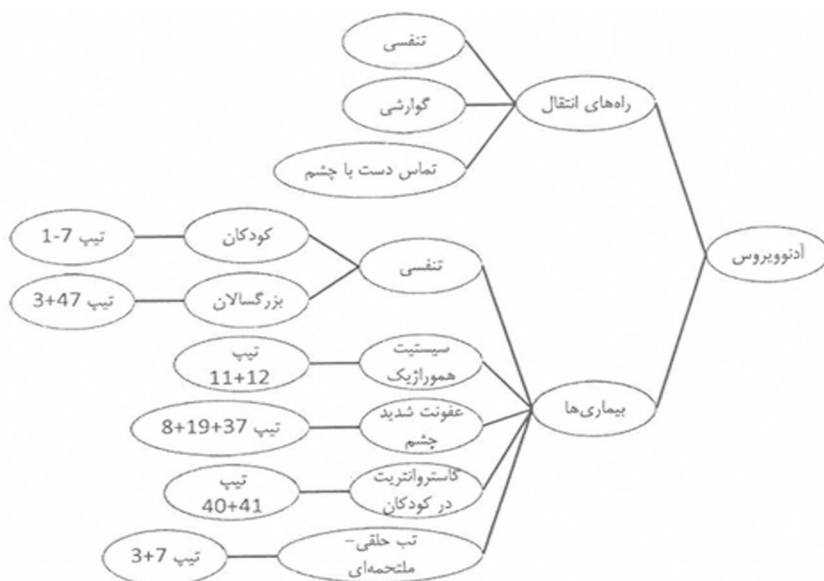 آدنوویروس
راه‌های انتقال
تنفسی
گوارشی
تماس دست با چشم
بیماری‌ها
تنفسی
کودکان
تیپ 7-1
بزرگسالان
تیپ 3+47
سیستیت
هموراژیک
تیپ
11+12
عفونت شدید
چشم
تیپ 8+19+37
گاستروانتریت
در کودکان
تیپ
40+41
تب حلقی–
ملتحمه‌ای
تیپ 3+7